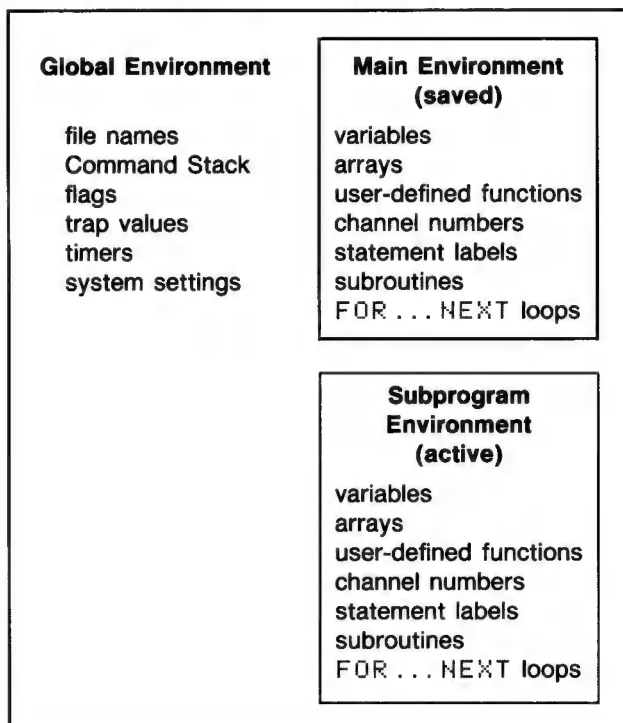 Global Environment
file names
Command Stack
flags
trap values
timers
system settings
Main Environment
(saved)
variables
arrays
user-defined functions
channel numbers
statement labels
subroutines
FOR ... NEXT loops
Subprogram
Environment
(active)
variables
arrays
user-defined functions
channel numbers
statement labels
subroutines
FOR ... NEXT loops